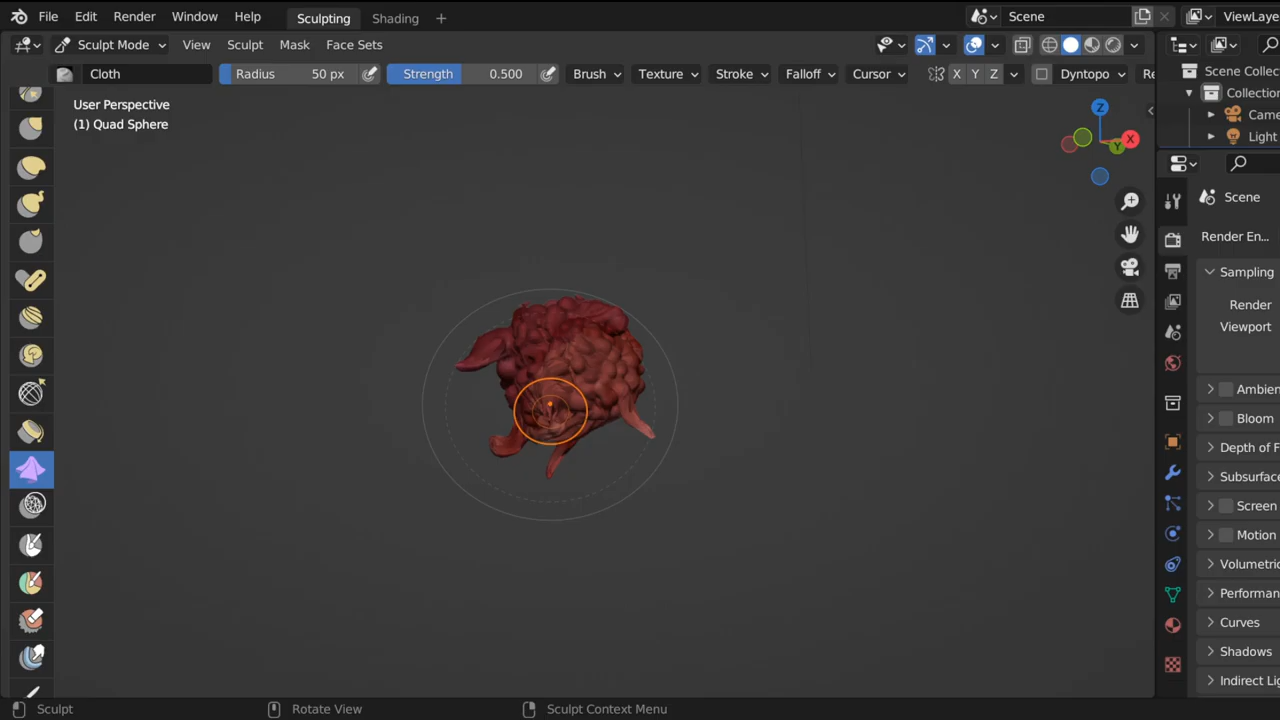 File Edit Render Window Help Sculpting Shading + Scene ViewLaye
Sculpt Mode View Sculpt Mask Face Sets
Cloth Radius 50 px Strength 0.500 Brush Texture Stroke Falloff Cursor X Y Z Dyntopo Re
User Perspective
(1) Quad Sphere
Z
X
Y
Scene Collec
Collection
Came
Light
Scene
Render En...
Sampling
Render
Viewport
Ambien
Bloom
Depth of F
Subsurface
Screen
Motion
Volumetric
Performan
Curves
Shadows
Indirect Lig
Sculpt Rotate View Sculpt Context Menu